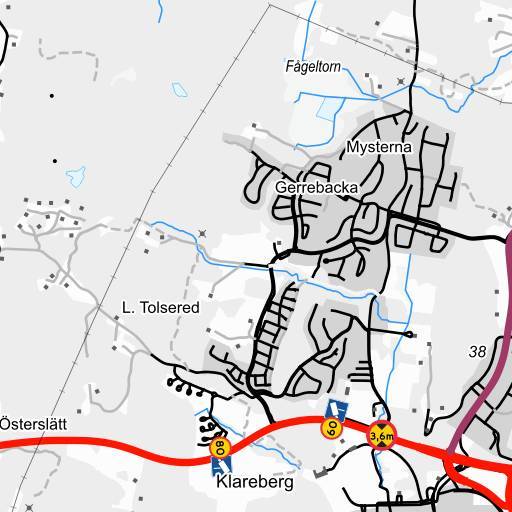 Fågeltorn
Mysterna
Gerrebacka
L. Tolsered
38
Österslätt
60
3,6m
80
Klareberg